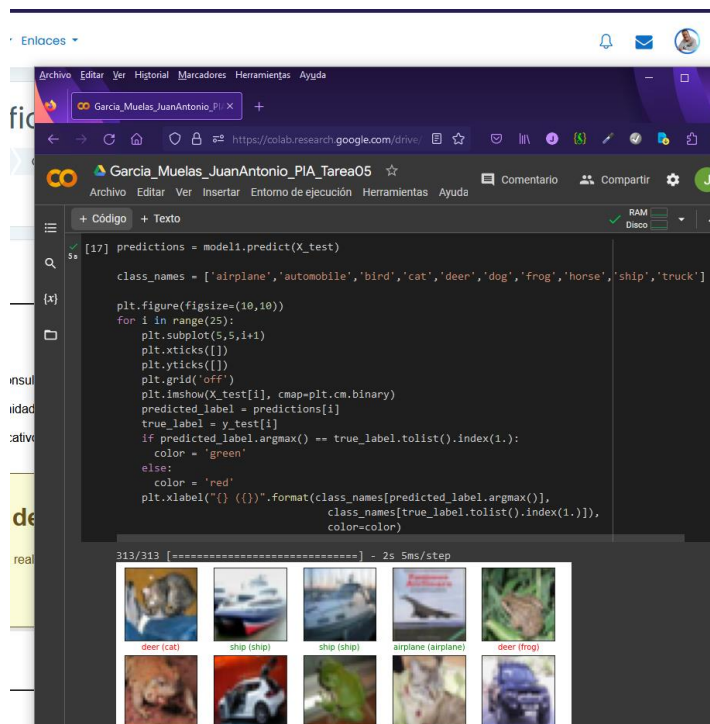 Enlaces
Archivo Editar Ver Historial Marcadores Herramientas Ayuda
Garcia_Muelas_JuanAntonio_PI
https://colab.research.google.com/drive/
Garcia_Muelas_JuanAntonio_PIA_Tarea05
Comentario Compartir
Archivo Editar Ver Insertar Entorno de ejecución Herramientas Ayuda
+ Código + Texto
RAM
Disco
5 s
[17] predictions = model1.predict(X_test)
class_names = ['airplane','automobile','bird','cat','deer','dog','frog','horse','ship','truck']
{x}
plt.figure(figsize=(10,10))
for i in range(25):
plt.subplot(5,5,i+1)
plt.xticks([])
plt.yticks([])
plt.grid('off')
plt.imshow(X_test[i], cmap=plt.cm.binary)
predicted_label = predictions[i]
true_label = y_test[i]
if predicted_label.argmax() == true_label.tolist().index(1.):
color = 'green'
else:
color = 'red'
plt.xlabel("{} ({})".format(class_names[predicted_label.argmax()],
class_names[true_label.tolist().index(1.)]),
color=color)
de
real
313/313 [==============================] - 2s 5ms/step
deer (cat) ship (ship) ship (ship) airplane (airplane) deer (frog)